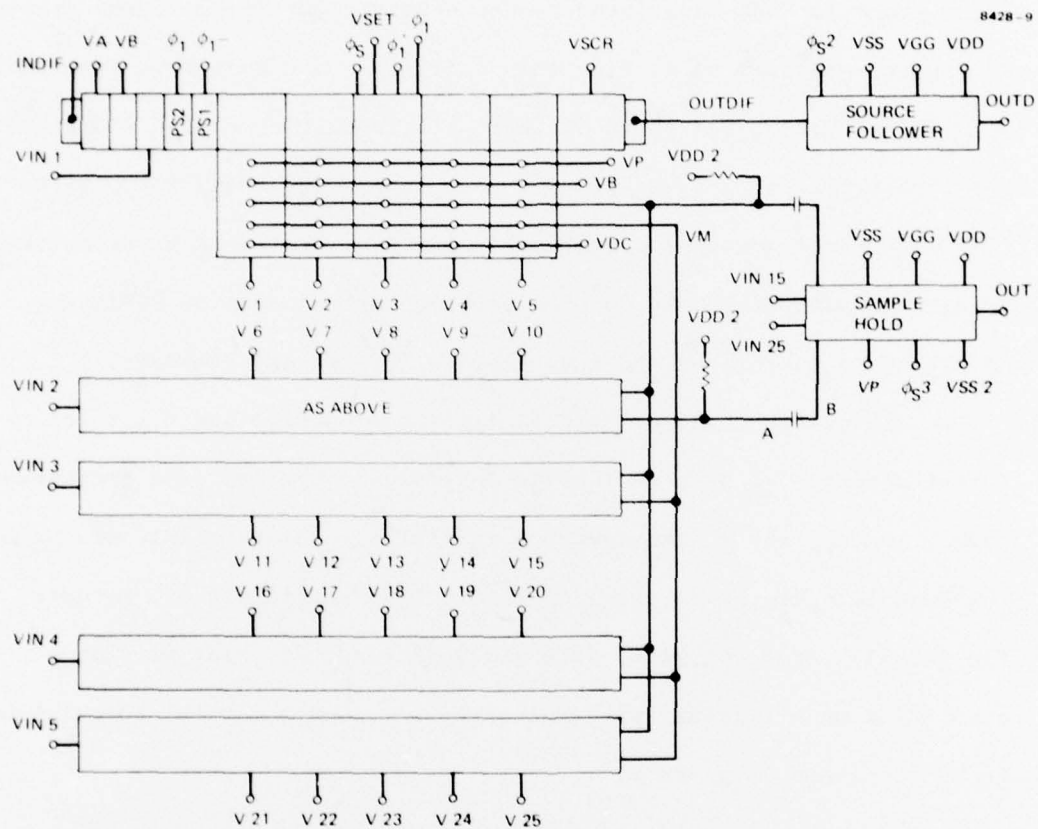 8428-9
VSET ϕ1
VA VB ϕ1 ϕ1 ϕS ϕ1 VSCR ϕS2 VSS VGG VDD
INDIF
PS2 PS1
OUTDIF
SOURCE FOLLOWER
OUTD
VIN 1
VP
VDD 2
VB
VM
VDC
VSS VGG VDD
VIN 15
SAMPLE HOLD
OUT
V 1 V 2 V 3 V 4 V 5
VDD 2
V 6 V 7 V 8 V 9 V 10
VIN 25
VP ϕS3 VSS 2
VIN 2
AS ABOVE
B
A
VIN 3
V 11 V 12 V 13 V 14 V 15
V 16 V 17 V 18 V 19 V 20
VIN 4
VIN 5
V 21 V 22 V 23 V 24 V 25